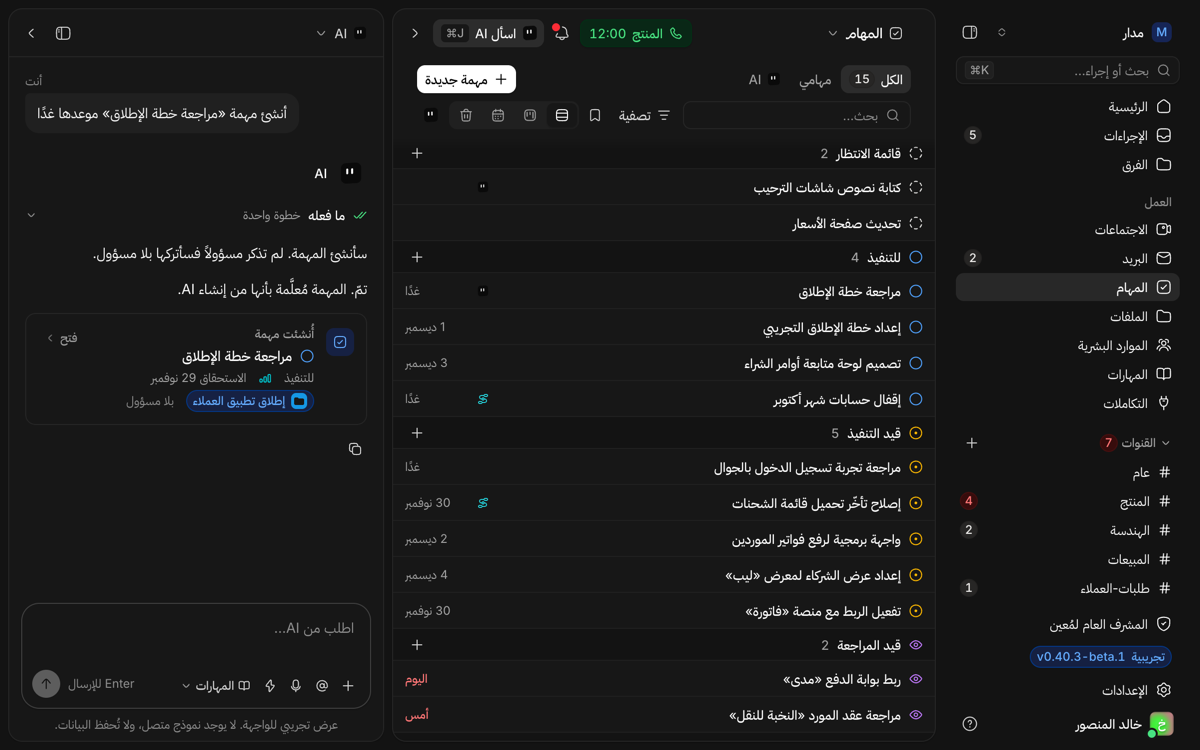 M مدار
بحث أو إجراء... ⌘K
الرئيسية
الإجراءات 5
الفرق
العمل
الاجتماعات
البريد 2
المهام
الملفات
الموارد البشرية
المهارات
التكاملات
القنوات 7
# عام
# المنتج 4
# الهندسة 2
# المبيعات
# طلبات-العملاء 1
المشرف العام لمُعين
تجريبية v0.40.3-beta.1
الإعدادات
خ خالد المنصور
المهام
المنتج 12:00
اسأل AI ⌘J
الكل 15 مهامي AI
مهمة جديدة
بحث...
تصفية
قائمة الانتظار 2
كتابة نصوص شاشات الترحيب
تحديث صفحة الأسعار
للتنفيذ 4
مراجعة خطة الإطلاق غدًا
إعداد خطة الإطلاق التجريبي 1 ديسمبر
تصميم لوحة متابعة أوامر الشراء 3 ديسمبر
إقفال حسابات شهر أكتوبر غدًا
قيد التنفيذ 5
مراجعة تجربة تسجيل الدخول بالجوال غدًا
إصلاح تأخّر تحميل قائمة الشحنات 30 نوفمبر
واجهة برمجية لرفع فواتير الموردين 2 ديسمبر
إعداد عرض الشركاء لمعرض «ليب» 4 ديسمبر
تفعيل الربط مع منصة «فاتورة» 30 نوفمبر
قيد المراجعة 2
ربط بوابة الدفع «مدى» اليوم
مراجعة عقد المورد «النخبة للنقل» أمس
AI
أنت
أنشئ مهمة «مراجعة خطة الإطلاق» موعدها غدًا
AI
ما فعله خطوة واحدة
سأنشئ المهمة. لم تذكر مسؤولاً فسأتركها بلا مسؤول.
تمّ. المهمة مُعلَّمة بأنها من إنشاء AI.
أُنشئت مهمة
فتح
مراجعة خطة الإطلاق
للتنفيذ الاستحقاق 29 نوفمبر
إطلاق تطبيق العملاء بلا مسؤول
اطلب من AI...
المهارات
Enter للإرسال
عرض تجريبي للواجهة. لا يوجد نموذج متصل، ولا تُحفظ البيانات.